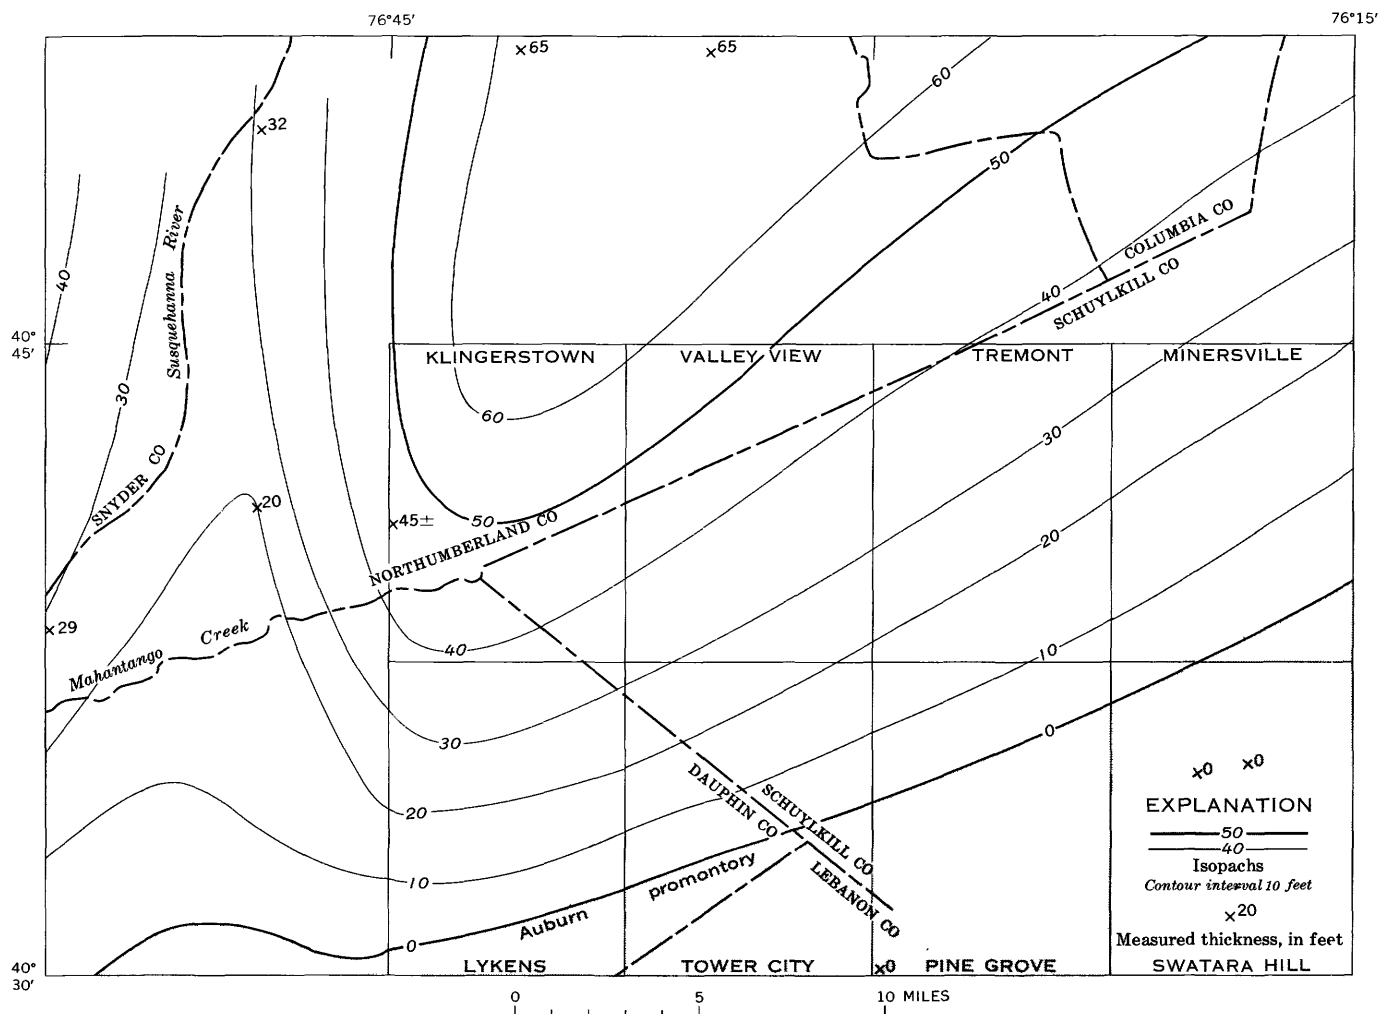 76°45′
76°15′
×65
×65
60
×32
50
Susquehanna River
COLUMBIA CO
SCHUYLKILL CO
40
40
40°
45′
KLINGERSTOWN
VALLEY VIEW
TREMONT
MINERSVILLE
30
60
30
SNYDER CO
×20
×45±
50
NORTHUMBERLAND CO
20
×29
Mahantango Creek
40
10
30
0
×0
×0
DAUPHIN CO
SCHUYLKILL CO
20
EXPLANATION
50
40
Isopachs
Contour interval 10 feet
×20
Measured thickness, in feet
LEBANON CO
10
Auburn promontory
0
×0
40°
30′
LYKENS
TOWER CITY
PINE GROVE
SWATARA HILL
0
5
10 MILES